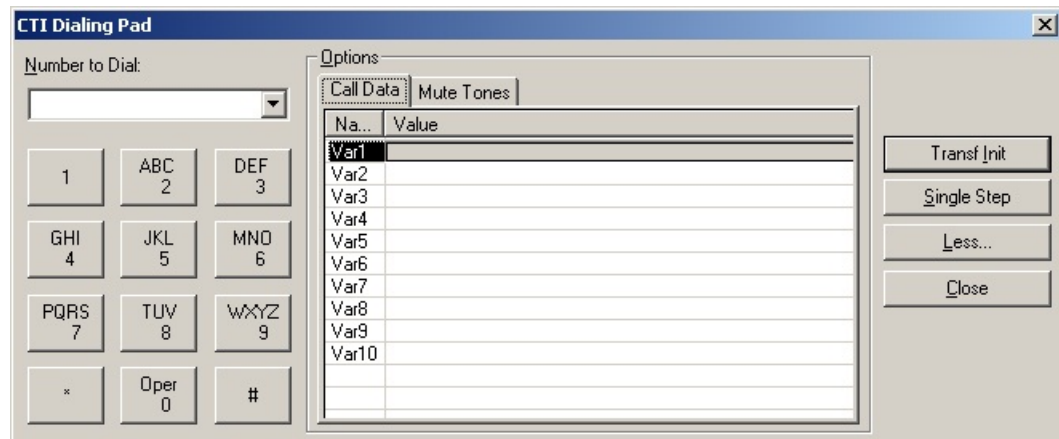 CTI Dialing Pad
Number to Dial:
1
ABC
2
DEF
3
GHI
4
JKL
5
MNO
6
PQRS
7
TUV
8
WXYZ
9
*
Oper
0
#
Options
Call Data Mute Tones
Na... Value
Var1
Var2
Var3
Var4
Var5
Var6
Var7
Var8
Var9
Var10
Transf Init
Single Step
Less...
Close